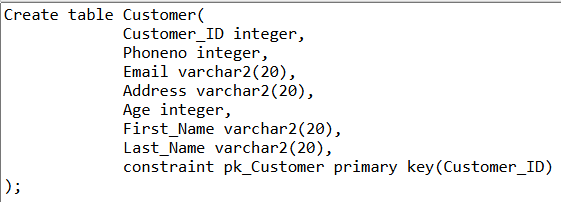 Create table Customer(
Customer_ID integer,
Phoneno integer,
Email varchar2(20),
Address varchar2(20),
Age integer,
First_Name varchar2(20),
Last_Name varchar2(20),
constraint pk_Customer primary key(Customer_ID)
);